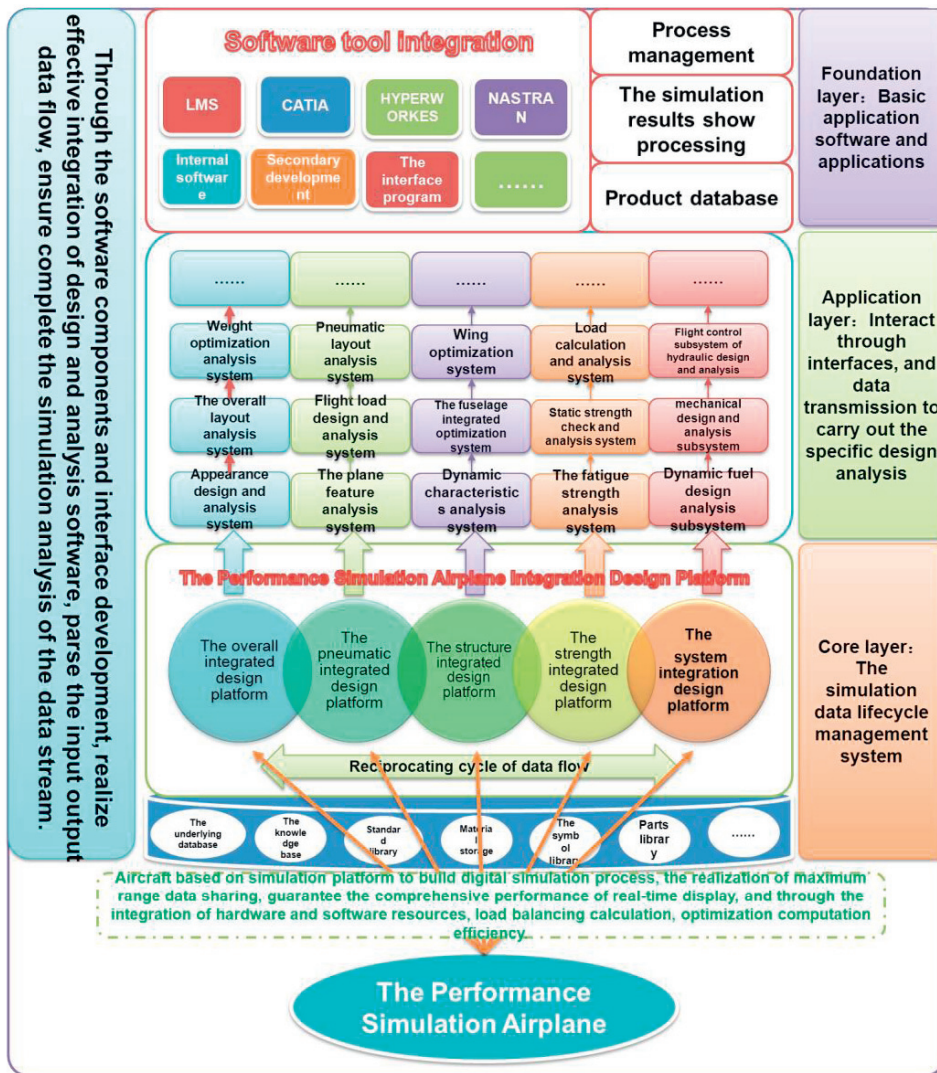 Through the software components and interface development, realize
effective integration of design and analysis software, parse the input output
data flow, ensure complete the simulation analysis of the data stream.
Software tool integration
LMS
CATIA
HYPERW
ORKES
NASTRA
N
Internal
softwar
e
Secondary
developm
ent
The
interface
program
......
Process
management
The simulation
results show
processing
Product database
Foundation
layer: Basic
application
software and
applications
......
......
......
......
......
Weight
optimization
analysis
system
Pneumatic
layout
analysis
system
Wing
optimization
system
Load
calculation
and analysis
system
Flight control
subsystem of
hydraulic design
and analysis
The overall
layout
analysis
system
Flight load
design and
analysis
system
The fuselage
integrated
optimization
system
Static strength
check and
analysis system
mechanical
design and
analysis
subsystem
Appearance
design and
analysis
system
The plane
feature
analysis
system
Dynamic
characteristic
s analysis
system
The fatigue
strength
analysis
system
Dynamic fuel
design
analysis
subsystem
Application
layer: Interact
through
interfaces, and
data
transmission to
carry out the
specific design
analysis
The Performance Simulation Airplane Integration Design Platform
The overall
integrated
design
platform
The
pneumatic
integrated
design
platform
The structure
integrated
design
platform
The
strength
integrated
design
platform
The
system
integration
design
platform
Reciprocating cycle of data flow
Core layer:
The
simulation
data lifecycle
management
system
The
underlying
database
The
knowle
dge
base
Standar
d library
Materia
l
storage
The
symb
ol
library
Parts
librar
y
......
Aircraft based on simulation platform to build digital simulation process, the realization of maximum
range data sharing, guarantee the comprehensive performance of real-time display, and through the
integration of hardware and software resources, load balancing calculation, optimization computation
efficiency
The Performance
Simulation Airplane